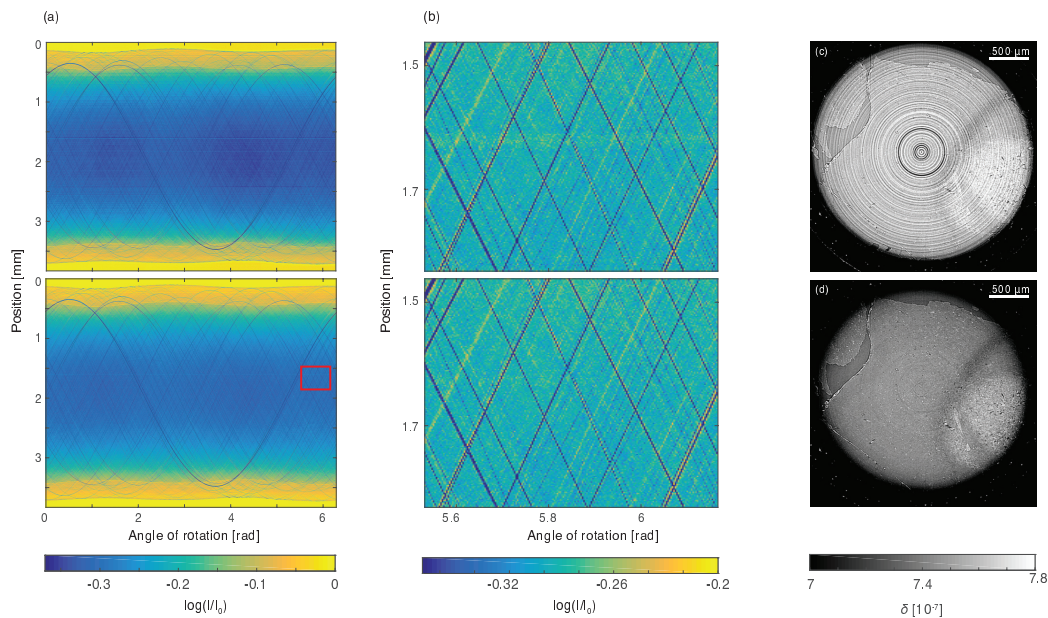 (a)
(b)
(c)
500 μm
0
1
2
3
Position [mm]
0
1
2
3
0
2
4
6
Angle of rotation [rad]
-0.3
-0.2
-0.1
0
log(I/I0)
1.5
1.7
Position [mm]
1.5
1.7
5.6
5.8
6
Angle of rotation [rad]
-0.32
-0.26
-0.2
log(I/I0)
(d)
500 μm
7
7.4
7.8
δ [10-7]